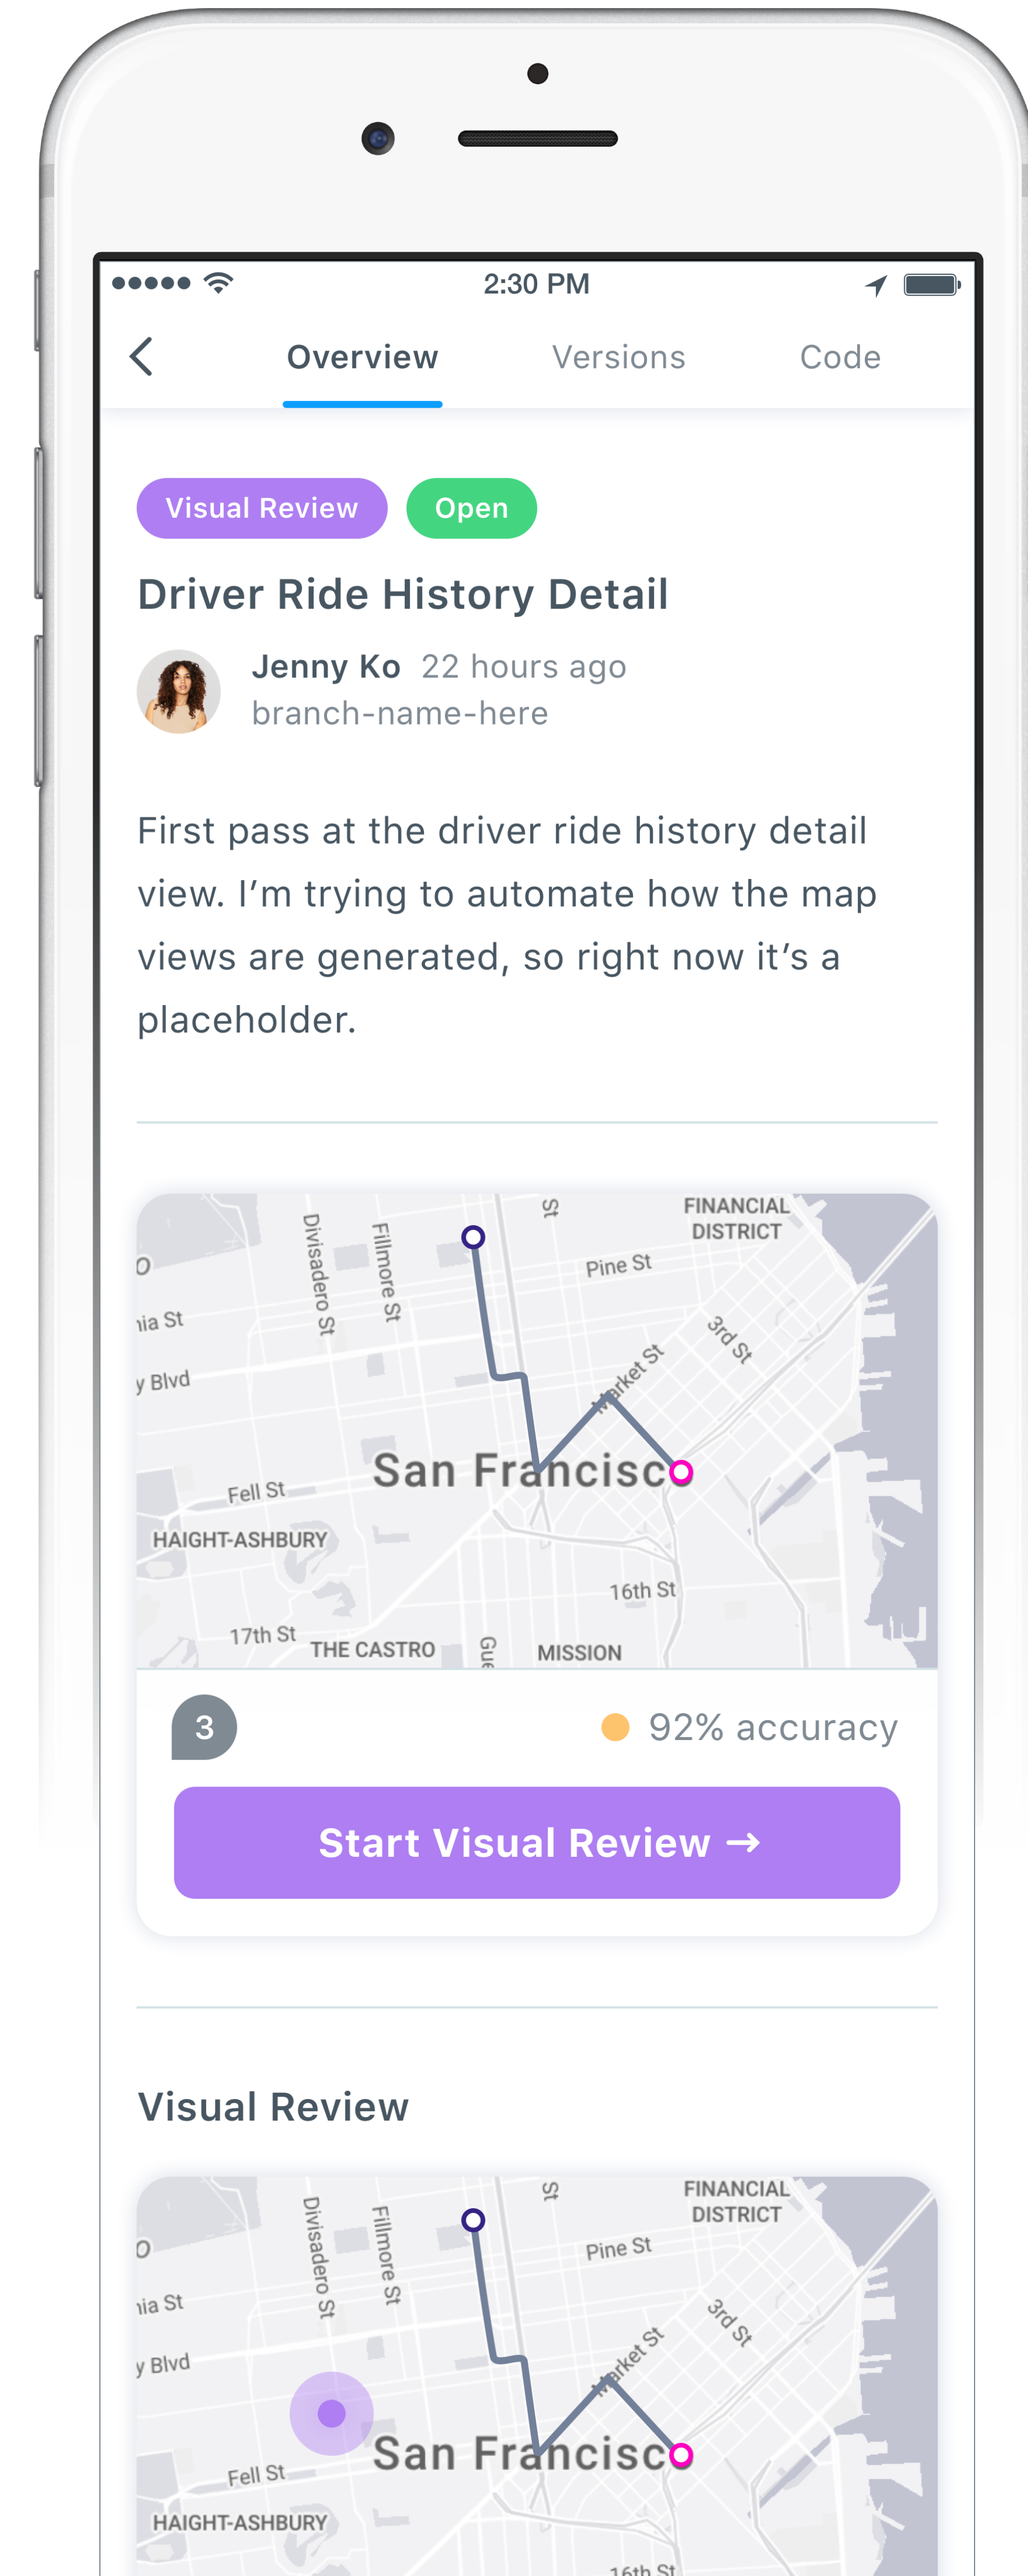 2:30 PM
Overview Versions Code
Visual Review Open
Driver Ride History Detail
Jenny Ko 22 hours ago
branch-name-here
First pass at the driver ride history detail
view. I’m trying to automate how the map
views are generated, so right now it’s a
placeholder.
St
FINANCIAL
DISTRICT
Divisadero St
Fillmore St
Pine St
o
nia St
3rd St
y Blvd
Market St
San Francisco
Fell St
HAIGHT-ASHBURY
16th St
17th St
THE CASTRO
Gue
MISSION
3
92% accuracy
Start Visual Review →
Visual Review
St
FINANCIAL
DISTRICT
Divisadero St
Fillmore St
Pine St
o
nia St
3rd St
y Blvd
Market St
San Francisco
Fell St
HAIGHT-ASHBURY
16th St